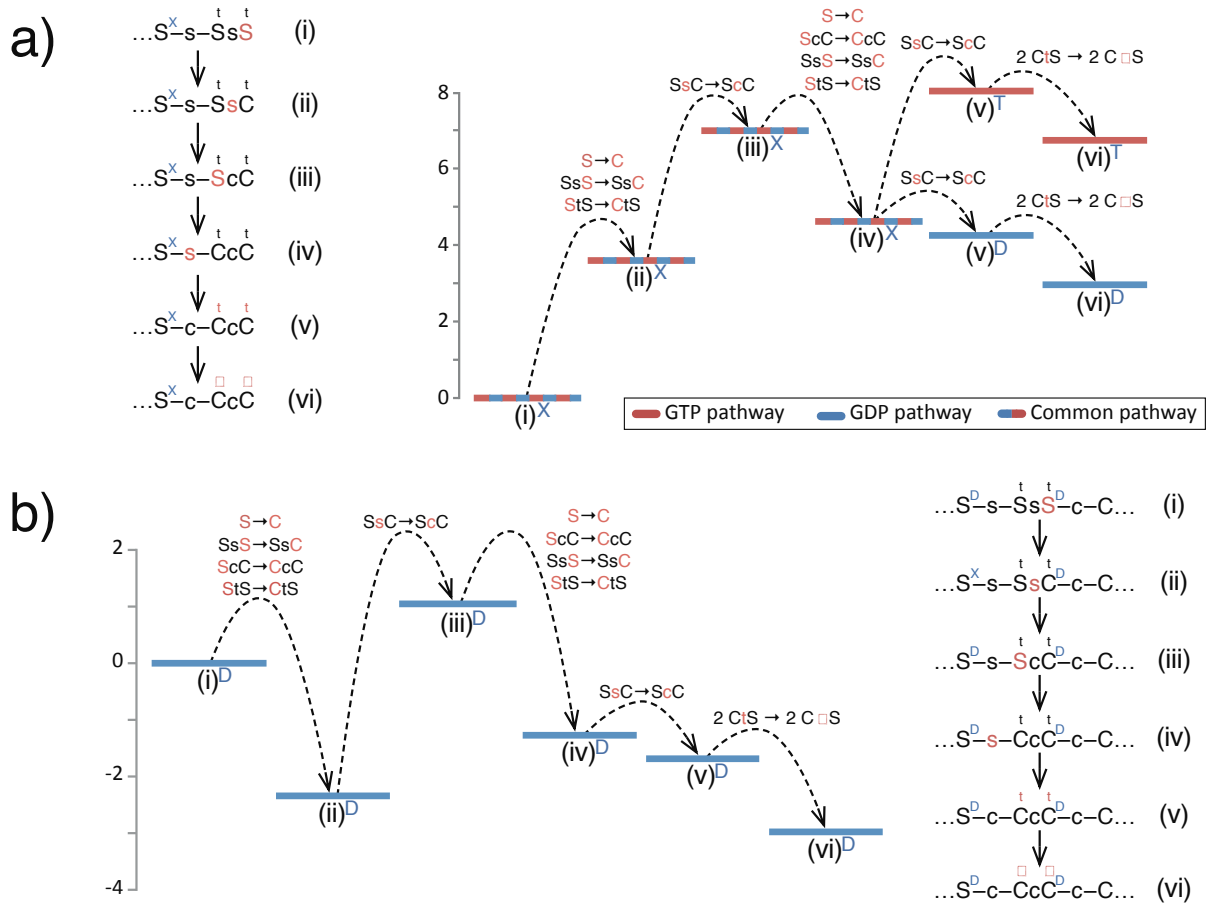 a)
t t
...S–s–SsS (i)
X
t t
...S–s–SsC (ii)
X
t t
...S–s–ScC (iii)
X
t t
...S–s–CcC (iv)
X
t t
...S–c–CcC (v)
X
□ □
...S–c–CcC (vi)
X
8
6
4
2
0
S→C
SsS→SsC
StS→CtS
SsC→ScC
S→C
ScC→CcC
SsS→SsC
StS→CtS
SsC→ScC
2 CtS → 2 C □ S
SsC→ScC
2 CtS → 2 C □ S
(i)X
(ii)X
(iii)X
(iv)X
(v)T
(vi)T
(v)D
(vi)D
GTP pathway
GDP pathway
Common pathway
b)
2
0
-2
-4
S→C
SsS→SsC
ScC→CcC
StS→CtS
SsC→ScC
S→C
ScC→CcC
SsS→SsC
StS→CtS
SsC→ScC
2 CtS → 2 C □ S
(i)D
(ii)D
(iii)D
(iv)D
(v)D
(vi)D
t t
...S–s–SsS–c–C... (i)
D D
t t
...S–s–SsC–c–C... (ii)
X D
t t
...S–s–ScC–c–C... (iii)
D D
t t
...S–s–CcC–c–C... (iv)
D D
t t
...S–c–CcC–c–C... (v)
D D
□ □
...S–c–CcC–c–C... (vi)
D D